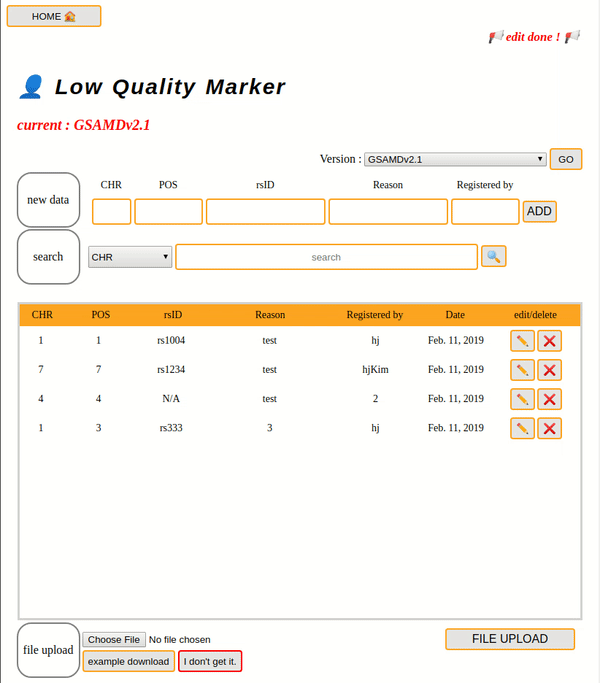 HOME
edit done !
Low Quality Marker
current : GSAMDv2.1
Version : GSAMDv2.1 GO
new data
CHR POS rsID Reason Registered by
ADD
search
CHR search
CHR POS rsID Reason Registered by Date edit/delete
1 1 rs1004 test hj Feb. 11, 2019
7 7 rs1234 test hjKim Feb. 11, 2019
4 4 N/A test 2 Feb. 11, 2019
1 3 rs333 3 hj Feb. 11, 2019
file upload
Choose File No file chosen
FILE UPLOAD
example download I don't get it.